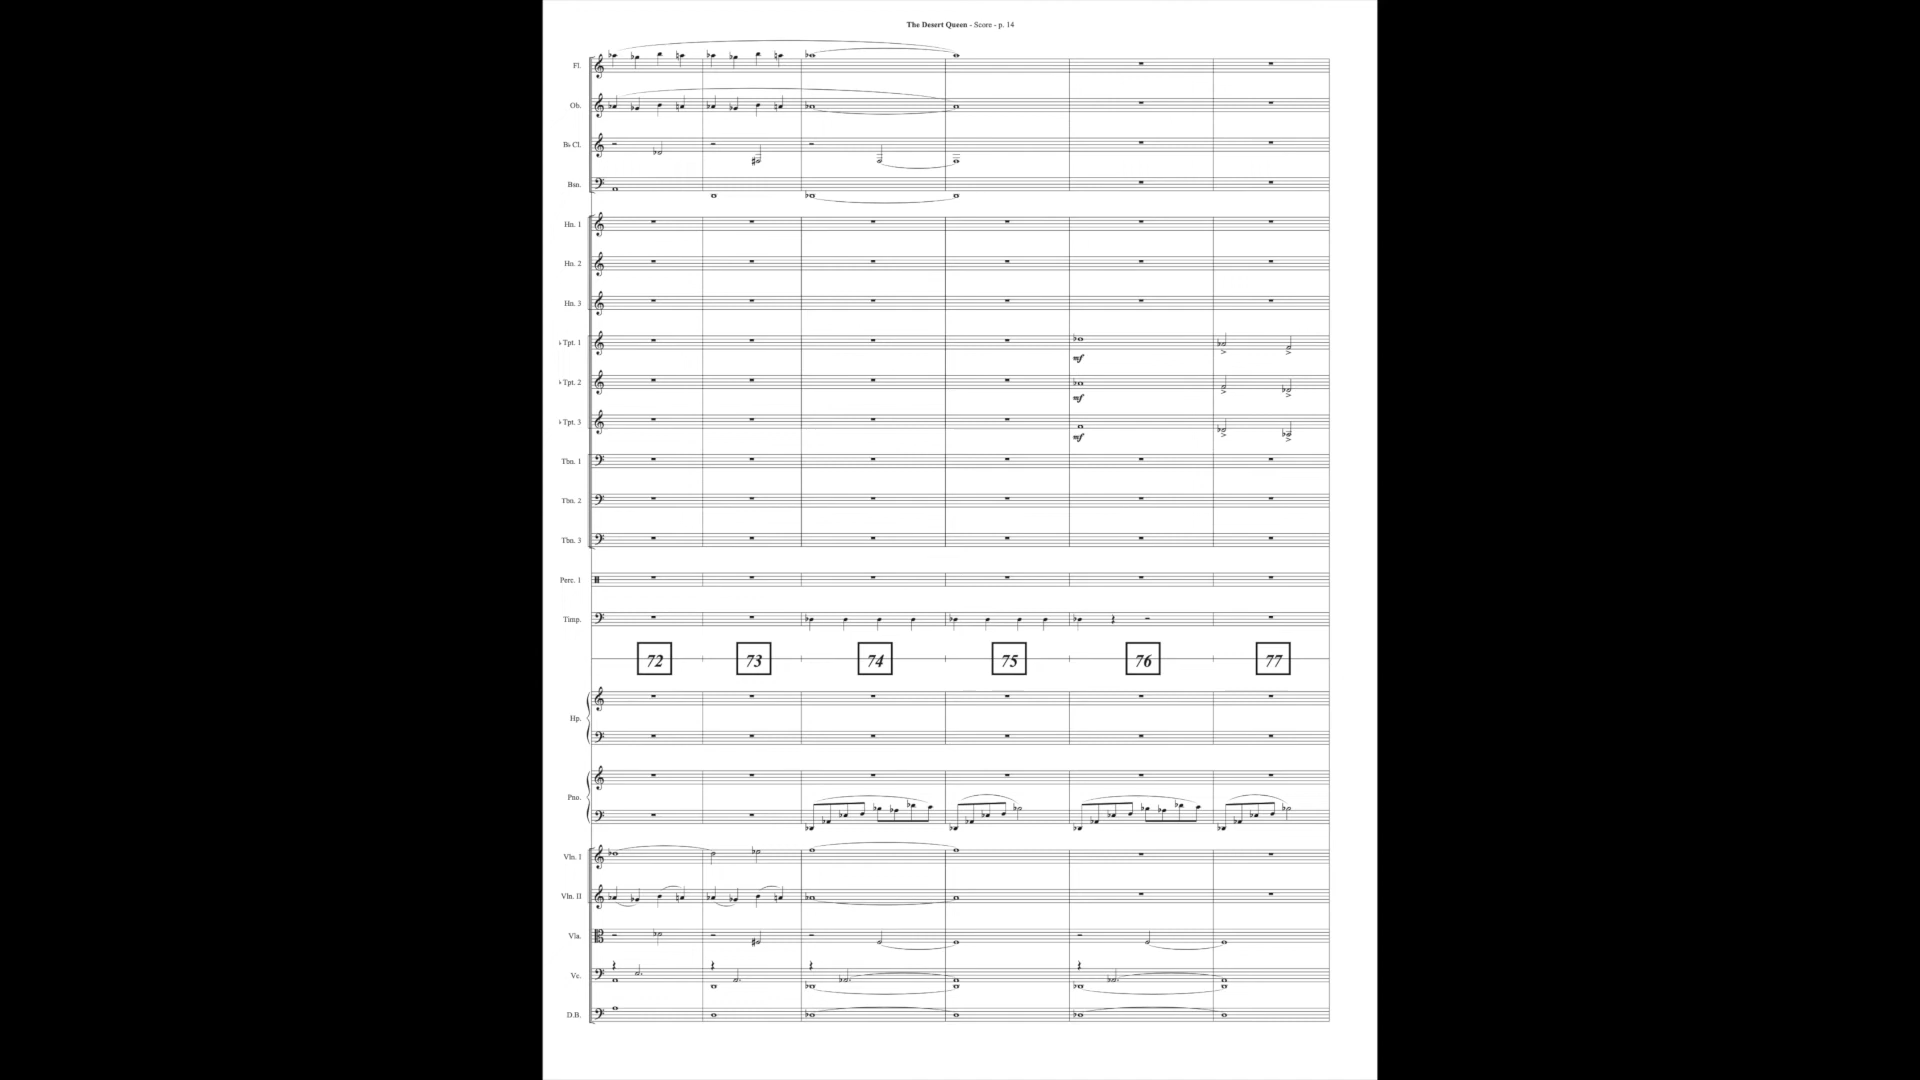 The Desert Queen - Score - p. 14
Fl.
Ob.
B♭ Cl.
Bsn.
Hn. 1
Hn. 2
Hn. 3
Tpt. 1
mf
Tpt. 2
mf
Tpt. 3
mf
Tbn. 1
Tbn. 2
Tbn. 3
Perc. 1
Timp.
72 73 74 75 76 77
Hp.
Pno.
Vln. I
Vln. II
Vla.
Vc.
D.B.